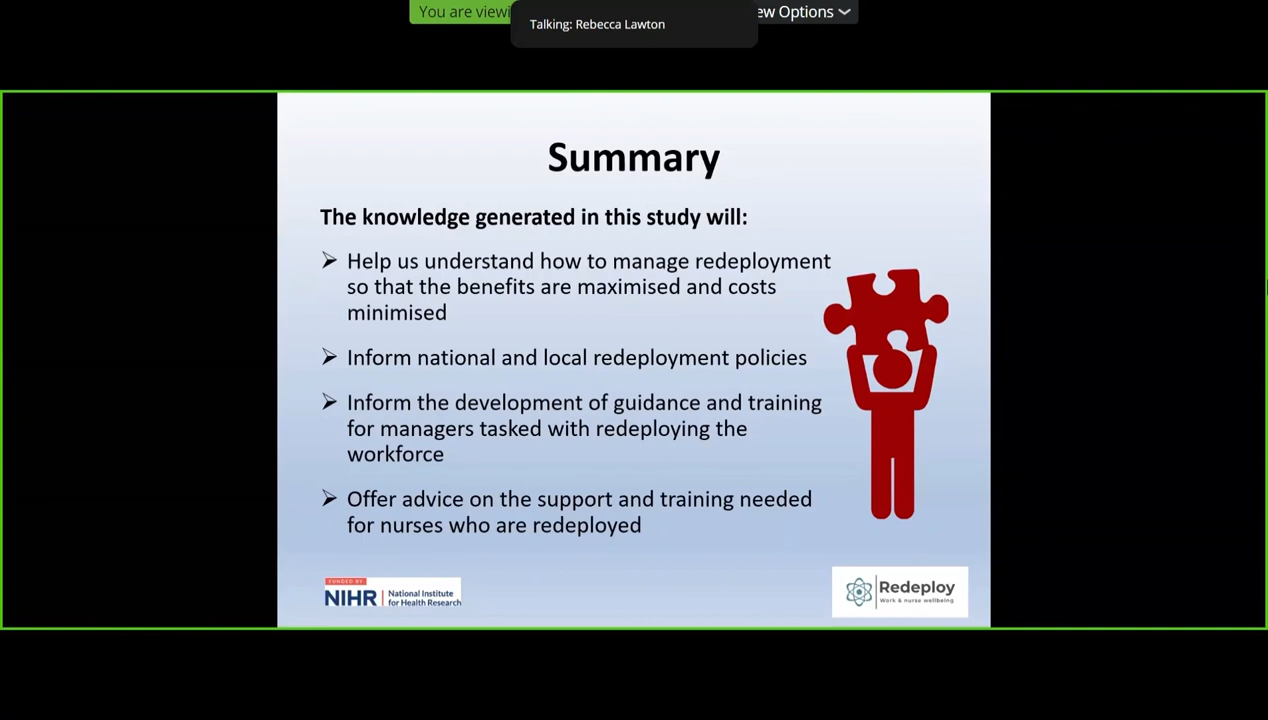 You are viewi
Talking: Rebecca Lawton
ew Options
Summary
The knowledge generated in this study will:
➢ Help us understand how to manage redeployment
so that the benefits are maximised and costs
minimised
➢ Inform national and local redeployment policies
➢ Inform the development of guidance and training
for managers tasked with redeploying the
workforce
➢ Offer advice on the support and training needed
for nurses who are redeployed
FUNDED BY
NIHR | National Institute
for Health Research
Redeploy
Work & nurse wellbeing